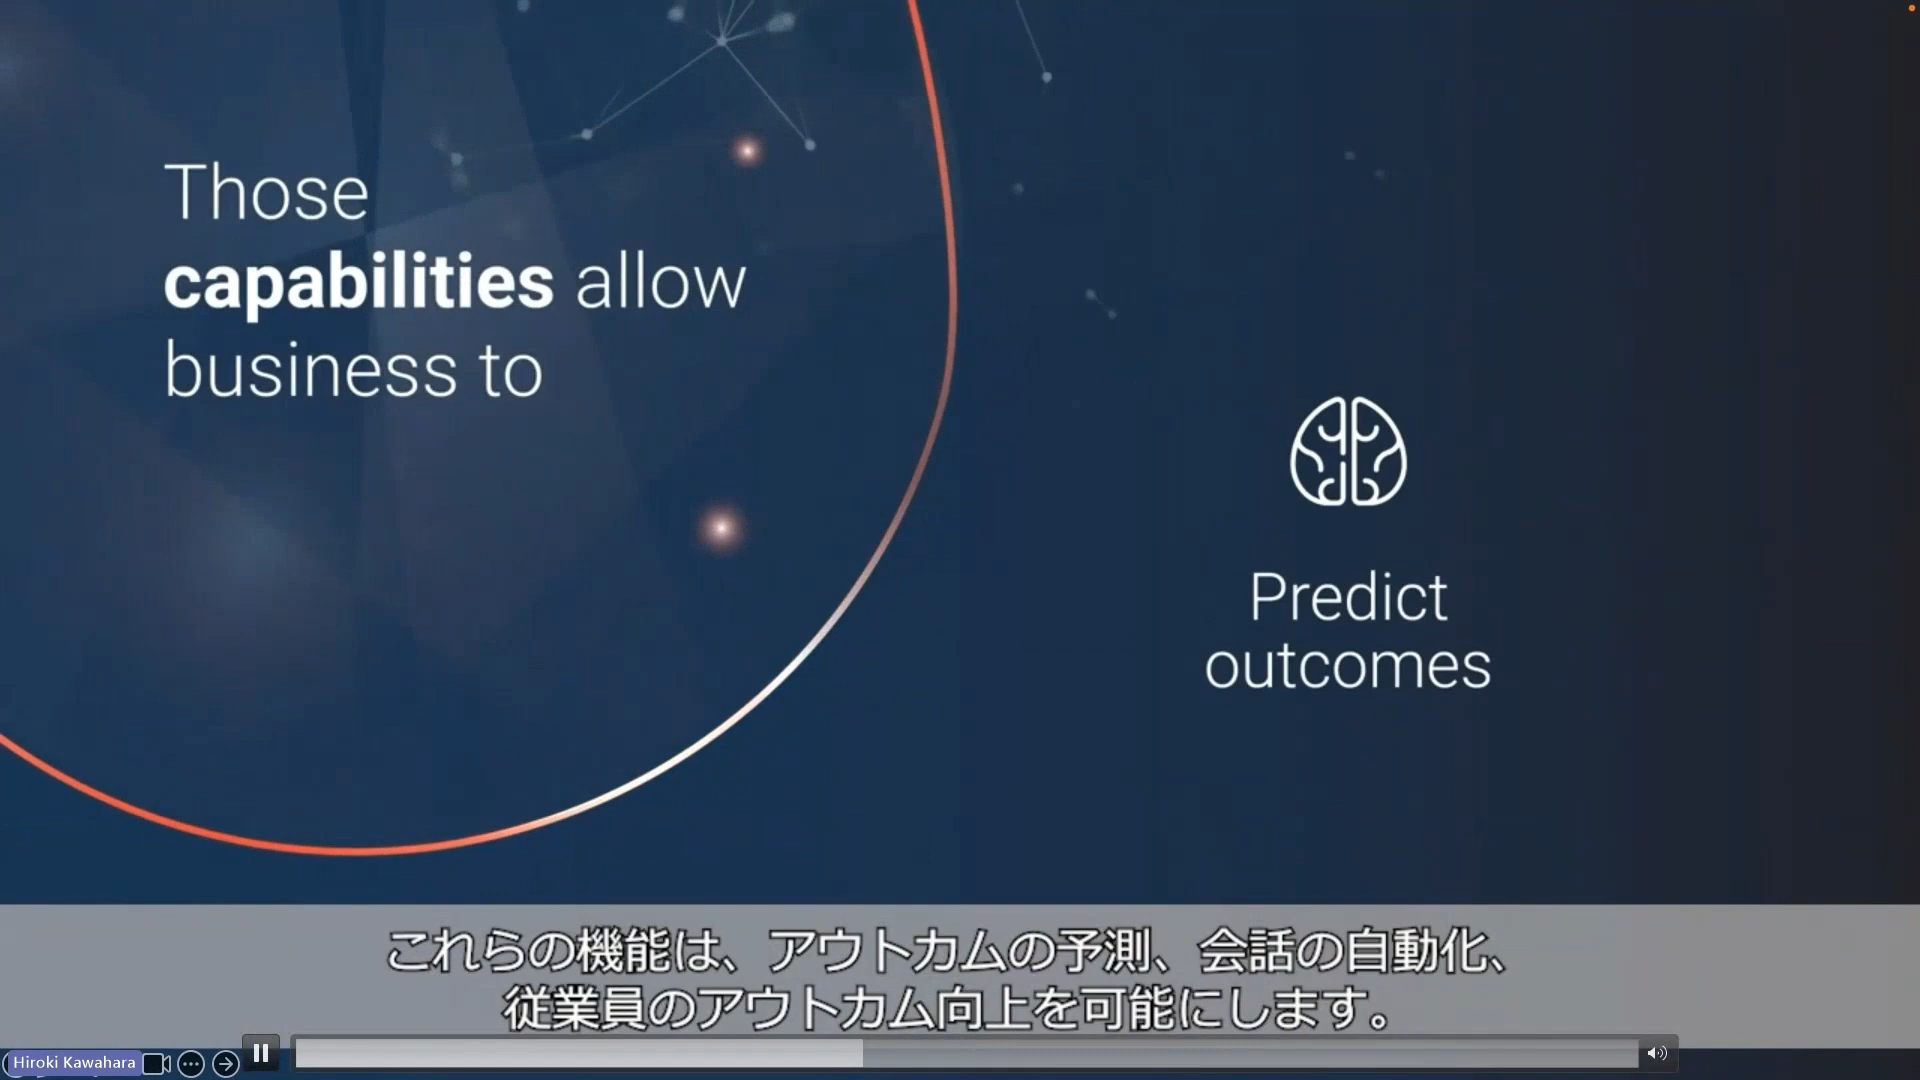 Those
capabilities allow
business to
Predict
outcomes
これらの機能は、アウトカムの予測、会話の自動化、
従業員のアウトカム向上を可能にします。
Hiroki Kawahara